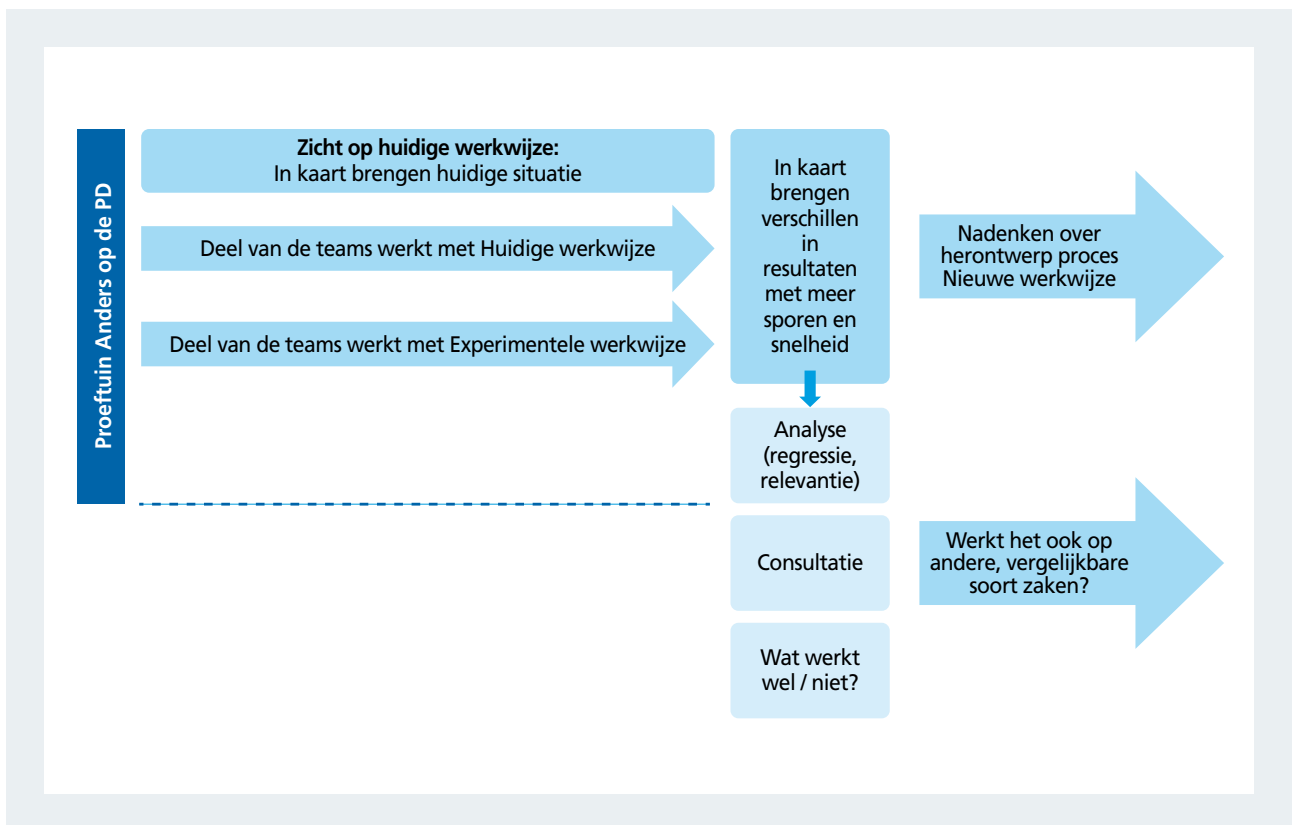 Proeftuin Anders op de PD
Zicht op huidige werkwijze:
In kaart brengen huidige situatie
Deel van de teams werkt met Huidige werkwijze
Deel van de teams werkt met Experimentele werkwijze
In kaart
brengen
verschillen
in
resultaten
met meer
sporen en
snelheid
Analyse
(regressie,
relevantie)
Consultatie
Wat werkt
wel / niet?
Nadenken over
herontwerp proces
Nieuwe werkwijze
Werkt het ook op
andere, vergelijkbare
soort zaken?